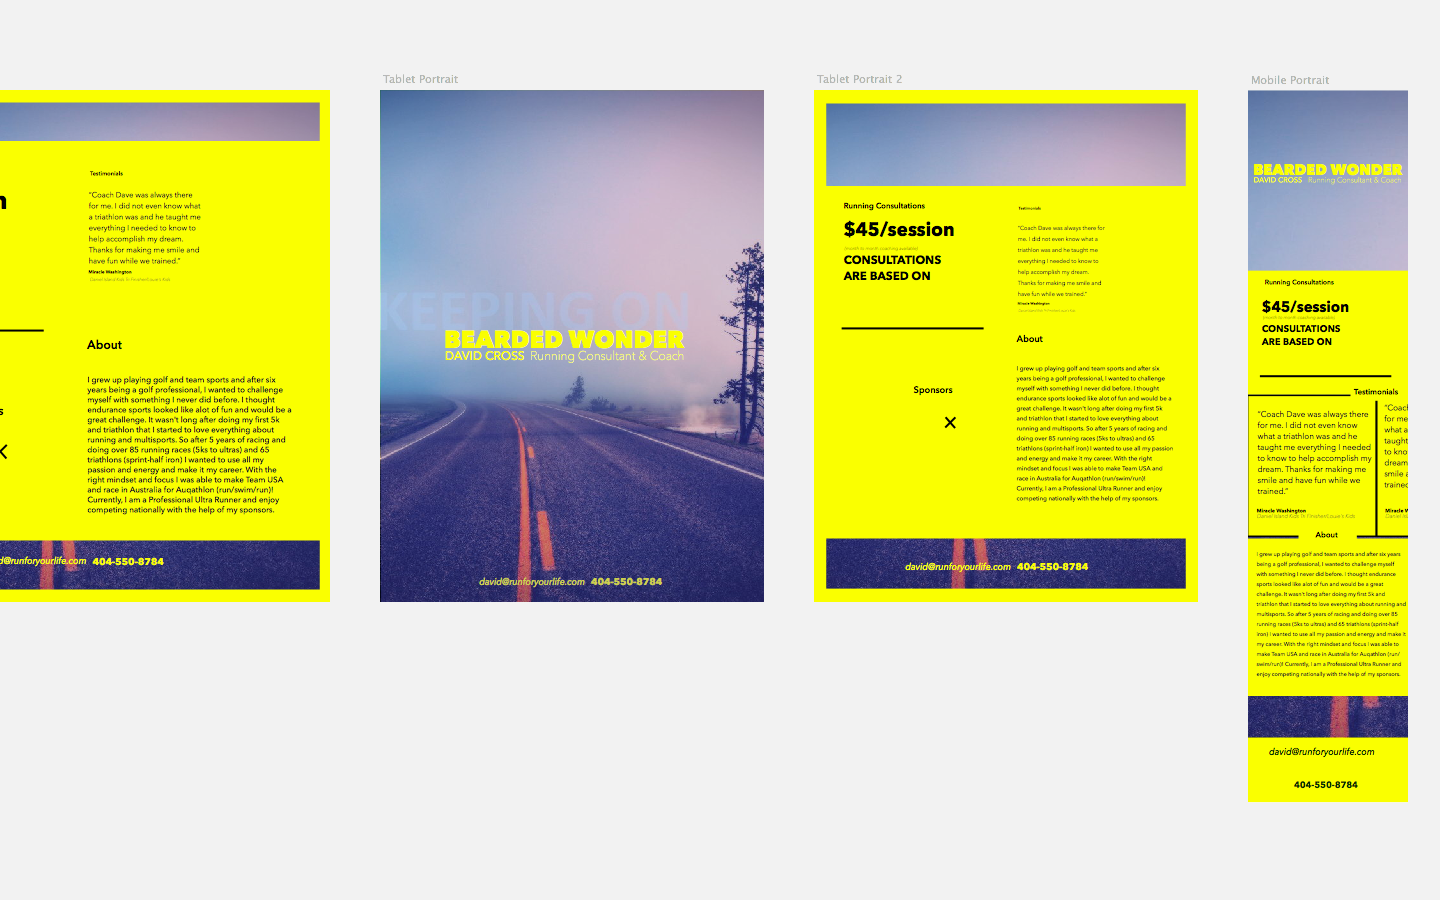 Testimonials
“Coach Dave was always there
for me. I did not even know what
a triathlon was and he taught me
everything I needed to know to
help accomplish my dream.
Thanks for making me smile and
have fun while we trained.”
Miracle Washington
About
I grew up playing golf and team sports and after six
years being a golf professional, I wanted to challenge
myself with something I never did before. I thought
endurance sports looked like alot of fun and would be a
great challenge. It wasn't long after doing my first 5k
and triathlon that I started to love everything about
running and multisports. So after 5 years of racing and
doing over 85 running races (5ks to ultras) and 65
triathlons (sprint-half iron) I wanted to use all my
passion and energy and make it my career. With the
right mindset and focus I was able to make Team USA
and race in Australia for Auqathlon (run/swim/run)!
Currently, I am a Professional Ultra Runner and enjoy
competing nationally with the help of my sponsors.
d@runforyourlife.com 404-550-8784
Tablet Portrait
KEEPING ON
BEARDED WONDER
DAVID CROSS Running Consultant & Coach
david@runforyourlife.com 404-550-8784
Tablet Portrait 2
Running Consultations
$45/session
(month to month coaching available)
CONSULTATIONS
ARE BASED ON
Testimonials
“Coach Dave was always there for
me. I did not even know what a
triathlon was and he taught me
everything I needed to know to
help accomplish my dream.
Thanks for making me smile and
have fun while we trained.”
Miracle Washington
About
I grew up playing golf and team sports and after six
years being a golf professional, I wanted to challenge
myself with something I never did before. I thought
endurance sports looked like alot of fun and would be a
great challenge. It wasn't long after doing my first 5k
and triathlon that I started to love everything about
running and multisports. So after 5 years of racing and
doing over 85 running races (5ks to ultras) and 65
triathlons (sprint-half iron) I wanted to use all my passion
and energy and make it my career. With the right
mindset and focus I was able to make Team USA and
race in Australia for Auqathlon (run/swim/run)!
Currently, I am a Professional Ultra Runner and enjoy
competing nationally with the help of my sponsors.
Sponsors
david@runforyourlife.com 404-550-8784
Mobile Portrait
BEARDED WONDER
DAVID CROSS Running Consultant & Coach
Running Consultations
$45/session
(month to month coaching available)
CONSULTATIONS
ARE BASED ON
Testimonials
“Coach Dave was always there
for me. I did not even know
what a triathlon was and he
taught me everything I needed
to know to help accomplish my
dream. Thanks for making me
smile and have fun while we
trained.”
Miracle Washington
“Coach
for me
what a
taught
to kno
dream
smile a
trained
Miracle W
About
I grew up playing golf and team sports and after six years
being a golf professional, I wanted to challenge myself
with something I never did before. I thought endurance
sports looked like alot of fun and would be a great
challenge. It wasn't long after doing my first 5k and
triathlon that I started to love everything about running and
multisports. So after 5 years of racing and doing over 85
running races (5ks to ultras) and 65 triathlons (sprint-half
iron) I wanted to use all my passion and energy and make it
my career. With the right mindset and focus I was able to
make Team USA and race in Australia for Auqathlon (run/
swim/run)! Currently, I am a Professional Ultra Runner and
enjoy competing nationally with the help of my sponsors.
david@runforyourlife.com
404-550-8784